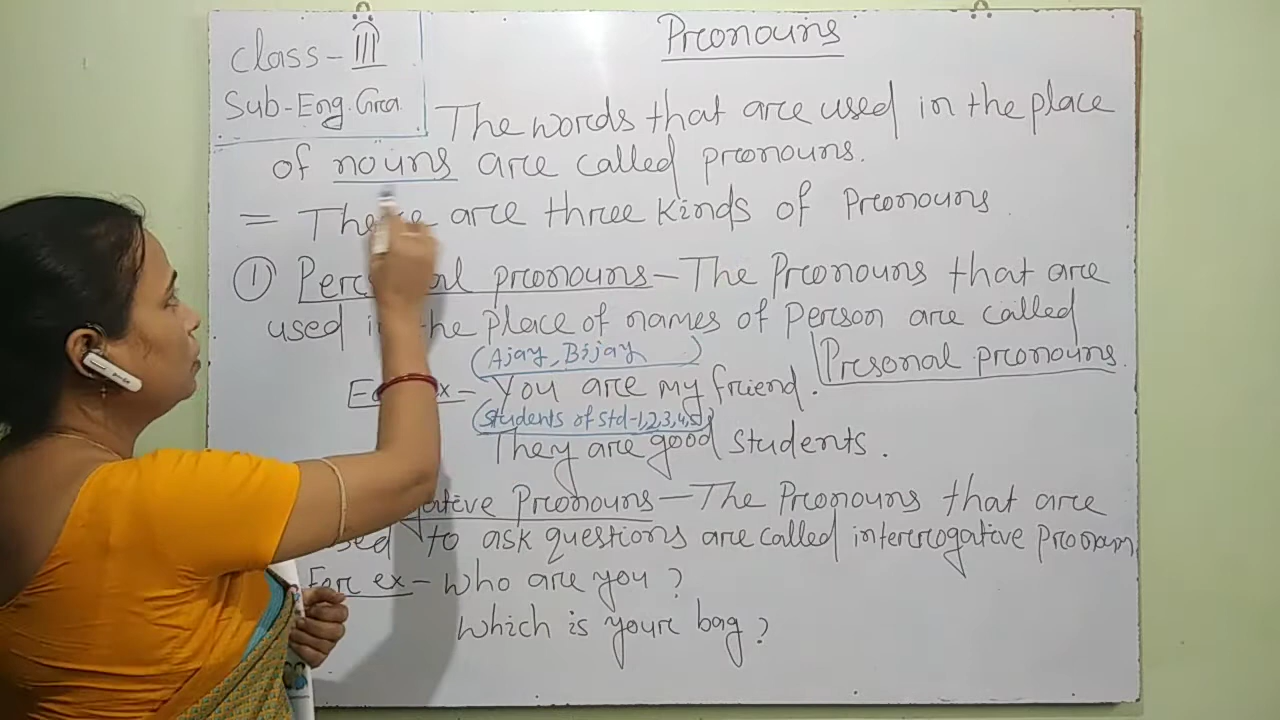 Class-III
Sub-Eng.Gra
Pronouns
The words that are used in the place
of nouns are called pronouns.
= There are three kinds of Pronouns
① pronouns - The Pronouns that are
used in the place of names of Person are called
Presonal pronouns.
(Ajay, Bijay )
ex - You are my friend.
(Students of Std-1,2,3,4,5)
They are good students.
Pronouns - The Pronouns that are
used to ask questions are called interrogative Pronoun
For ex - Who are you ?
Which is your bag ?